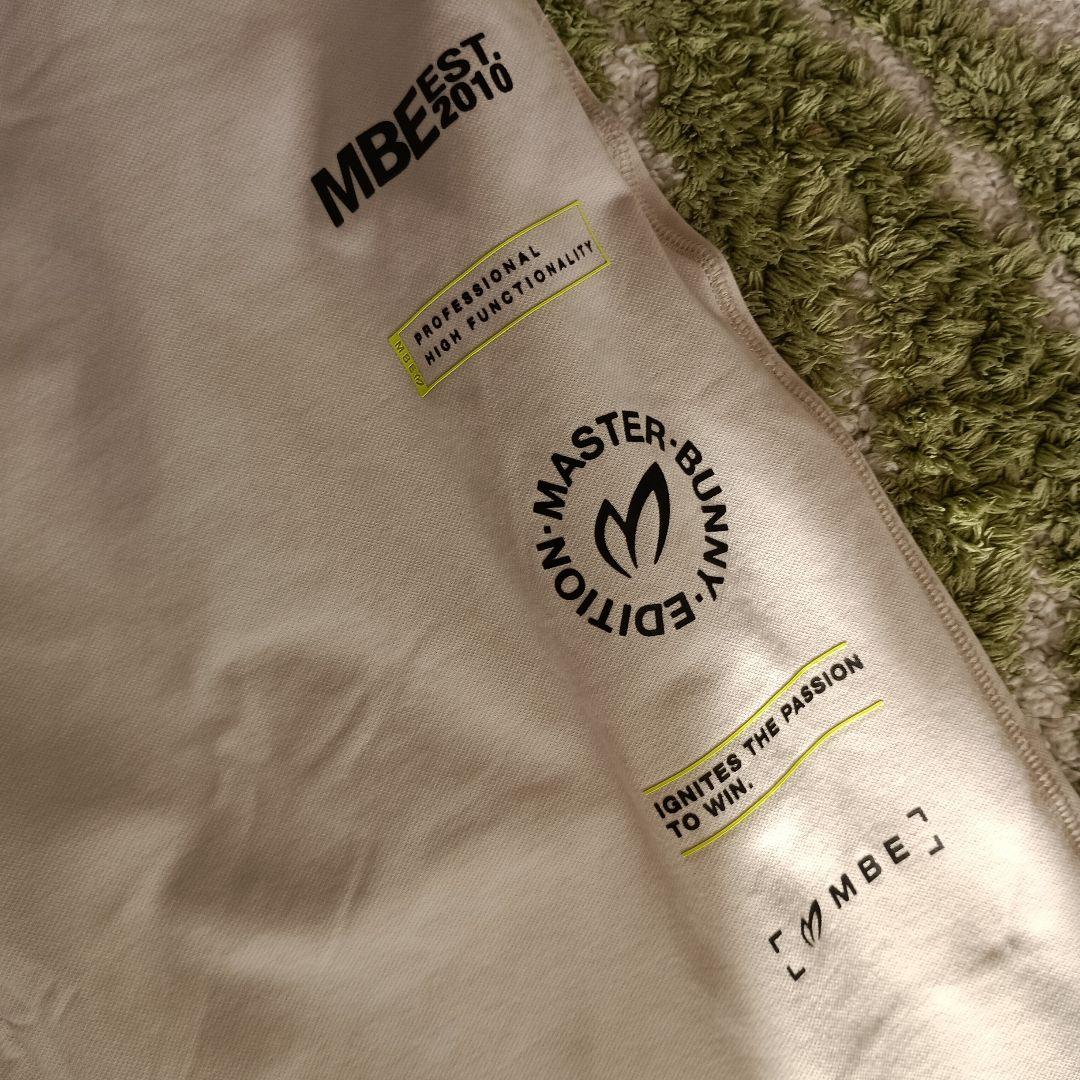 MBE EST.
2010
PROFESSIONAL
HIGH FUNCTIONALITY
MBE
MASTER·BUNNY·EDITION·
IGNITES THE PASSION
TO WIN.
MBE